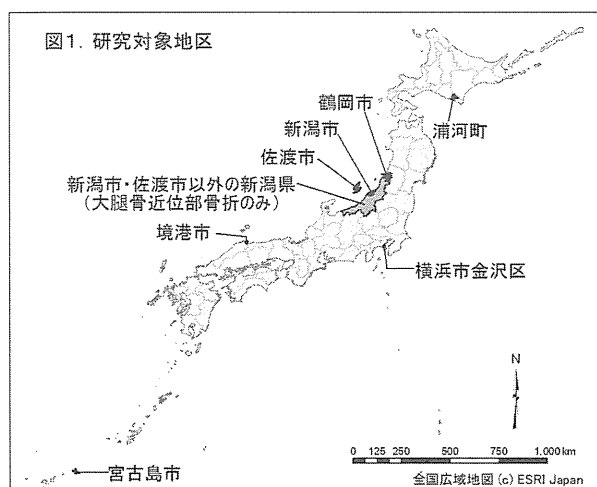 図1. 研究対象地区
鶴岡市
新潟市
佐渡市
浦河町
新潟市・佐渡市以外の新潟県
(大腿骨近位部骨折のみ)
境港市
横浜市金沢区
N
0 125 250 500 750 1,000 km
宮古島市
全国広域地図 (c) ESRI Japan